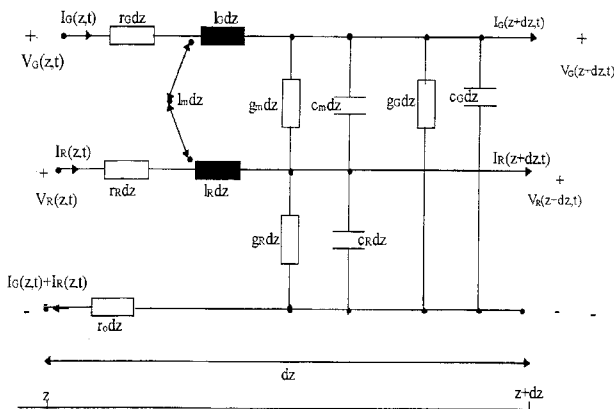 IG(z,t) rGdz lGdz IG(z+dz,t)
+ +
VG(z,t) VG(z-dz,t)
lmdz gmdz cmdz gGdz cGdz
IR(z,t) IR(z+dz,t)
+ +
VR(z,t) rRdz lRdz VR(z-dz,t)
gRdz cRdz
IG(z,t)+IR(z,t)
- - - -
rodz
dz
z z+dz